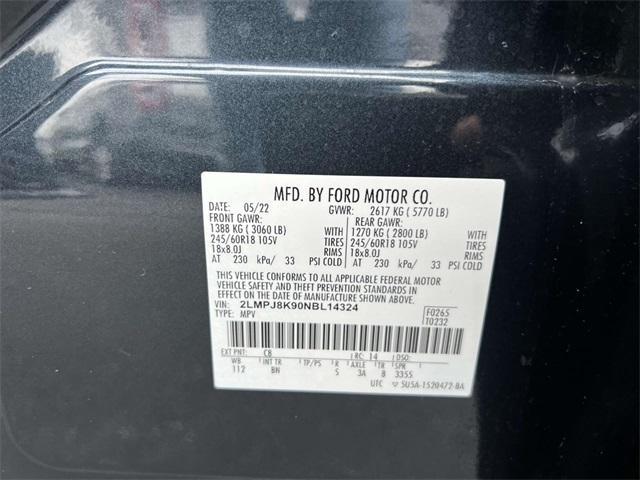 MFD. BY FORD MOTOR CO.
DATE: 05/22 GVWR: 2617 KG ( 5770 LB)
FRONT GAWR: REAR GAWR:
1388 KG ( 3060 LB) WITH 1270 KG ( 2800 LB) WITH
245/60R18 105V TIRES 245/60R18 105V TIRES
18x8.0J RIMS 18x8.0J RIMS
AT 230 kPa/ 33 PSI COLD AT 230 kPa/ 33 PSI COLD
THIS VEHICLE CONFORMS TO ALL APPLICABLE FEDERAL MOTOR
VEHICLE SAFETY AND THEFT PREVENTION STANDARDS IN EFFECT ON THE DATE OF
MANUFACTURE SHOWN ABOVE.
VIN: 2LMPJ8K90NBL14324
TYPE: MPV
F0265
T0232
EXT PNT: C8 RC: 14 DSO:
WB INT TR TP/PS R AXLE TR SPR
112 BN S 3A 8 3355
UTC SU5A-1520472-BA